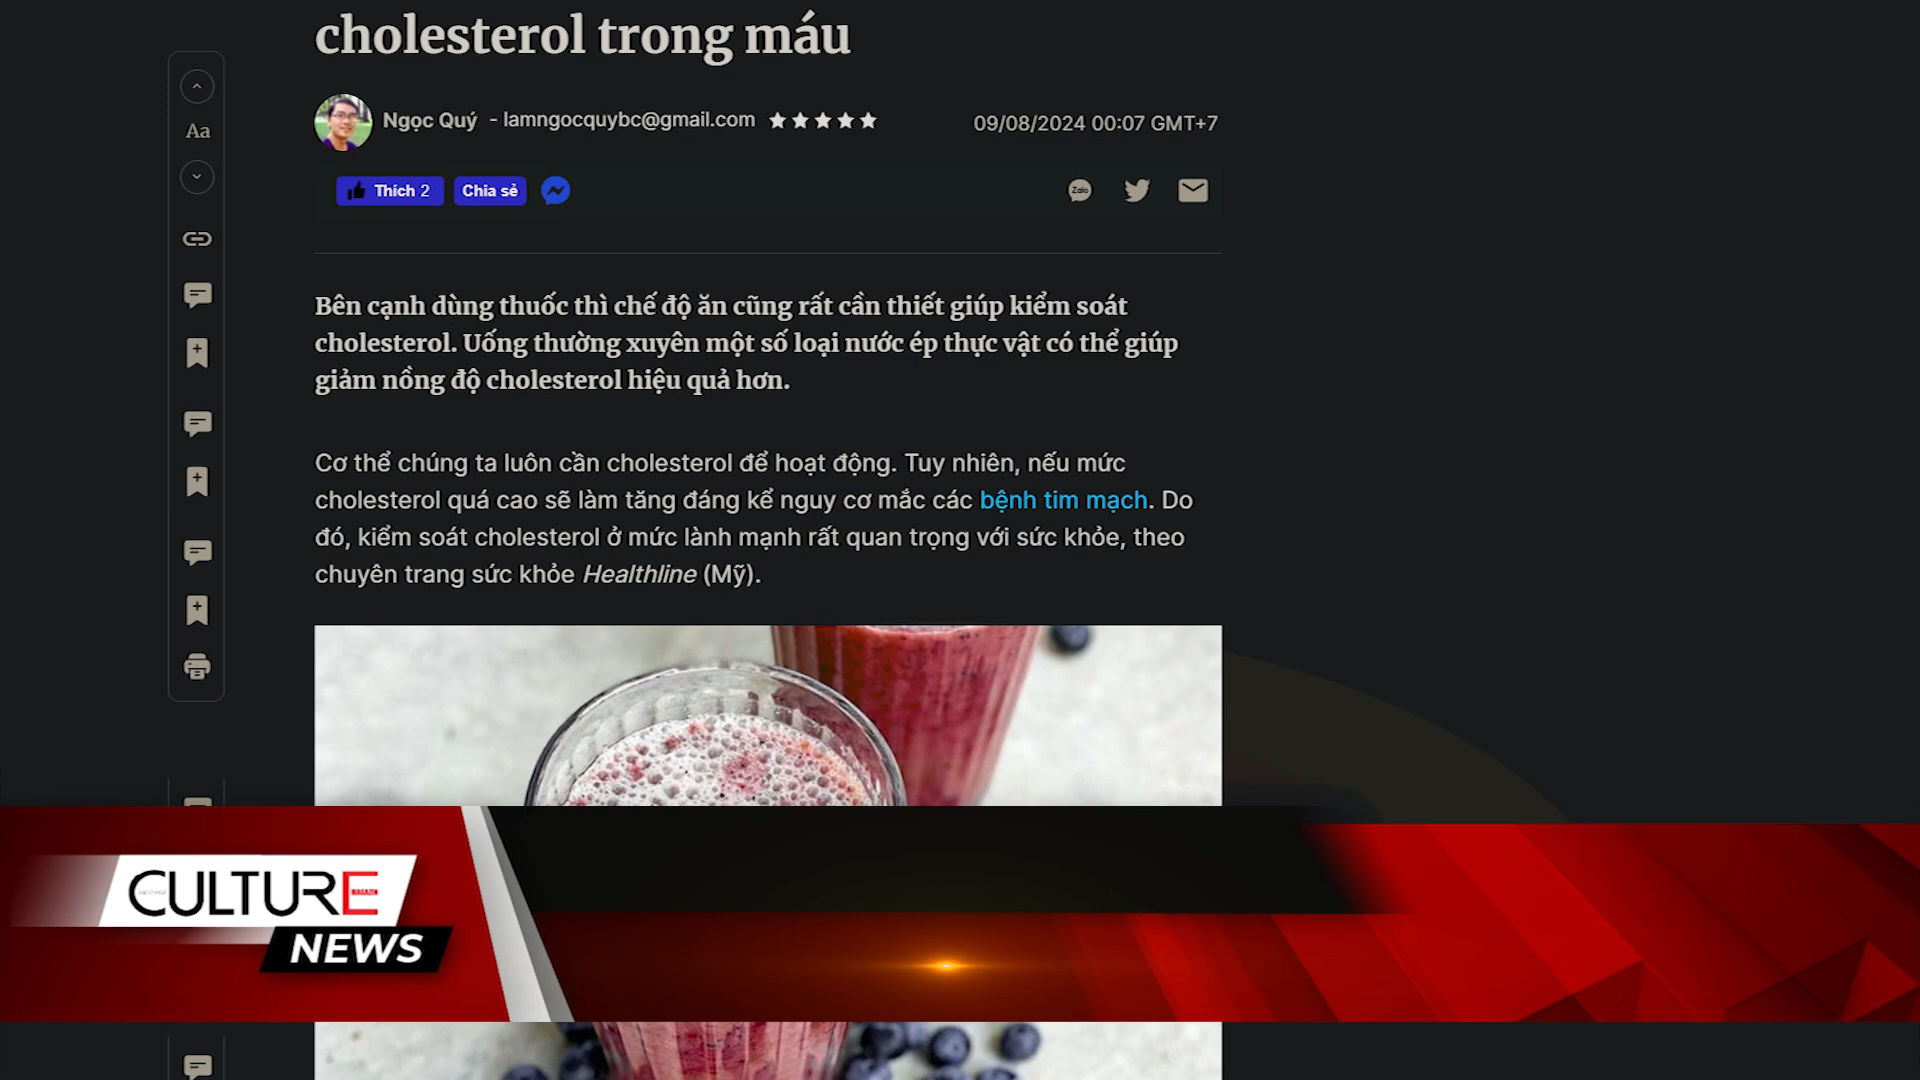 cholesterol trong máu
Aa
Ngọc Quý - lamngocquybc@gmail.com
09/08/2024 00:07 GMT+7
Thích 2
Chia sẻ
Zalo
Bên cạnh dùng thuốc thì chế độ ăn cũng rất cần thiết giúp kiểm soát
cholesterol. Uống thường xuyên một số loại nước ép thực vật có thể giúp
giảm nồng độ cholesterol hiệu quả hơn.
Cơ thể chúng ta luôn cần cholesterol để hoạt động. Tuy nhiên, nếu mức
cholesterol quá cao sẽ làm tăng đáng kể nguy cơ mắc các bệnh tim mạch. Do
đó, kiểm soát cholesterol ở mức lành mạnh rất quan trọng với sức khỏe, theo
chuyên trang sức khỏe Healthline (Mỹ).
CULTURE
NEWS